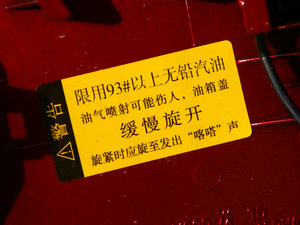 警告
限用93#以上无铅汽油
油气喷射可能伤人，油箱盖
缓慢旋开
旋紧时应旋至发出“喀嗒”声